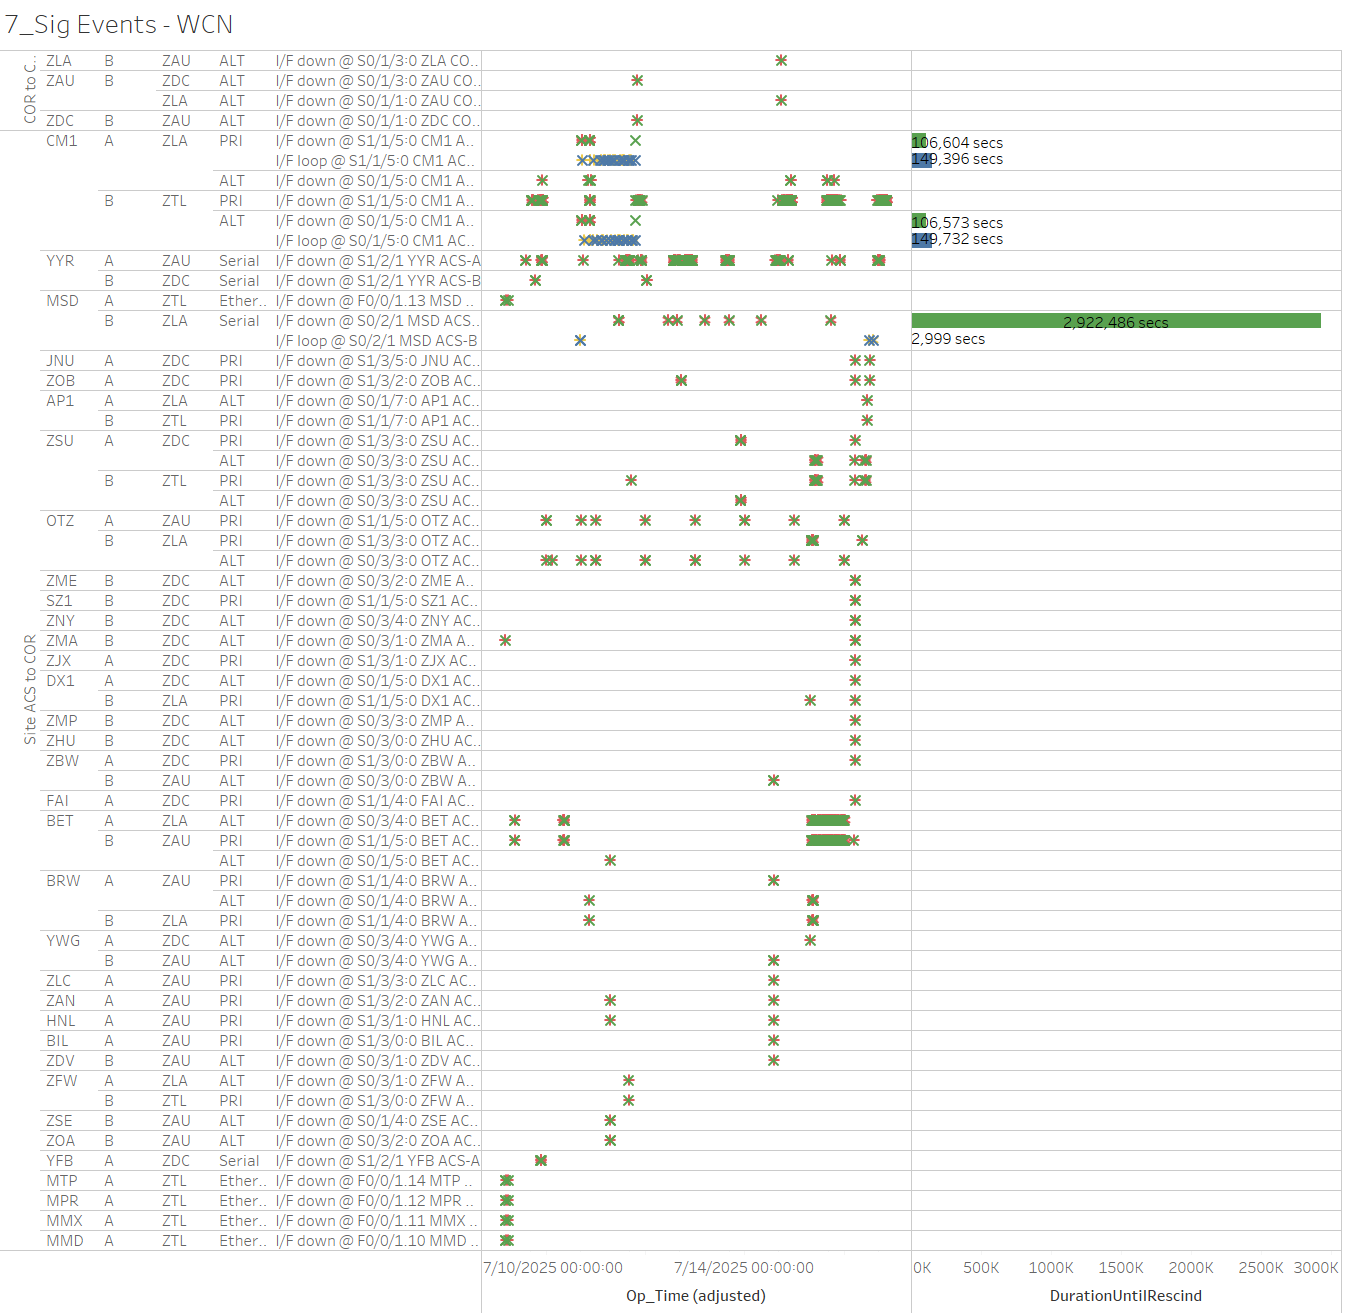 7_Sig Events - WCN
COR to C..
ZLA B ZAU ALT I/F down @ S0/1/3:0 ZLA CO..
ZAU B ZDC ALT I/F down @ S0/1/3:0 ZAU CO..
ZLA ALT I/F down @ S0/1/1:0 ZAU CO..
ZDC B ZAU ALT I/F down @ S0/1/1:0 ZDC CO..
Site ACS to COR
CM1 A ZLA PRI I/F down @ S1/1/5:0 CM1 A.. 106,604 secs
I/F loop @ S1/1/5:0 CM1 AC.. 149,396 secs
ALT I/F down @ S0/1/5:0 CM1 A..
B ZTL PRI I/F down @ S1/1/5:0 CM1 A..
ALT I/F down @ S0/1/5:0 CM1 A.. 106,573 secs
I/F loop @ S0/1/5:0 CM1 AC.. 149,732 secs
YYR A ZAU Serial I/F down @ S1/2/1 YYR ACS-A
B ZDC Serial I/F down @ S1/2/1 YYR ACS-B
MSD A ZTL Ether.. I/F down @ F0/0/1.13 MSD ..
B ZLA Serial I/F down @ S0/2/1 MSD ACS.. 2,922,486 secs
I/F loop @ S0/2/1 MSD ACS-B 2,999 secs
JNU A ZDC PRI I/F down @ S1/3/5:0 JNU AC..
ZOB A ZDC PRI I/F down @ S1/3/2:0 ZOB AC..
AP1 A ZLA ALT I/F down @ S0/1/7:0 AP1 AC..
B ZTL PRI I/F down @ S1/1/7:0 AP1 AC..
ZSU A ZDC PRI I/F down @ S1/3/3:0 ZSU AC..
ALT I/F down @ S0/3/3:0 ZSU AC..
B ZTL PRI I/F down @ S1/3/3:0 ZSU AC..
ALT I/F down @ S0/3/3:0 ZSU AC..
OTZ A ZAU PRI I/F down @ S1/1/5:0 OTZ AC..
B ZLA PRI I/F down @ S1/3/3:0 OTZ AC..
ALT I/F down @ S0/3/3:0 OTZ AC..
ZME B ZDC ALT I/F down @ S0/3/2:0 ZME A..
SZ1 B ZDC PRI I/F down @ S1/1/5:0 SZ1 AC..
ZNY B ZDC ALT I/F down @ S0/3/4:0 ZNY AC..
ZMA B ZDC ALT I/F down @ S0/3/1:0 ZMA A..
ZJX A ZDC PRI I/F down @ S1/3/1:0 ZJX AC..
DX1 A ZDC ALT I/F down @ S0/1/5:0 DX1 AC..
B ZLA PRI I/F down @ S1/1/5:0 DX1 AC..
ZMP B ZDC ALT I/F down @ S0/3/3:0 ZMP A..
ZHU B ZDC ALT I/F down @ S0/3/0:0 ZHU AC..
ZBW A ZDC PRI I/F down @ S1/3/0:0 ZBW A..
B ZAU ALT I/F down @ S0/3/0:0 ZBW A..
FAI A ZDC PRI I/F down @ S1/1/4:0 FAI AC..
BET A ZLA ALT I/F down @ S0/3/4:0 BET AC..
B ZAU PRI I/F down @ S1/1/5:0 BET AC..
ALT I/F down @ S0/1/5:0 BET AC..
BRW A ZAU PRI I/F down @ S1/1/4:0 BRW A..
ALT I/F down @ S0/1/4:0 BRW A..
B ZLA PRI I/F down @ S1/1/4:0 BRW A..
YWG A ZDC ALT I/F down @ S0/3/4:0 YWG A..
B ZAU ALT I/F down @ S0/3/4:0 YWG A..
ZLC A ZAU PRI I/F down @ S1/3/3:0 ZLC AC..
ZAN A ZAU PRI I/F down @ S1/3/2:0 ZAN AC..
HNL A ZAU PRI I/F down @ S1/3/1:0 HNL AC..
BIL A ZAU PRI I/F down @ S1/3/0:0 BIL AC..
ZDV B ZAU ALT I/F down @ S0/3/1:0 ZDV AC..
ZFW A ZLA ALT I/F down @ S0/3/1:0 ZFW A..
B ZTL PRI I/F down @ S1/3/0:0 ZFW A..
ZSE B ZAU ALT I/F down @ S0/1/4:0 ZSE AC..
ZOA B ZAU ALT I/F down @ S0/3/2:0 ZOA AC..
YFB A ZDC Serial I/F down @ S1/2/1 YFB ACS-A
MTP A ZTL Ether.. I/F down @ F0/0/1.14 MTP ..
MPR A ZTL Ether.. I/F down @ F0/0/1.12 MPR ..
MMX A ZTL Ether.. I/F down @ F0/0/1.11 MMX ..
MMD A ZTL Ether.. I/F down @ F0/0/1.10 MMD ..
7/10/2025 00:00:00 7/14/2025 00:00:00 0K 500K 1000K 1500K 2000K 2500K 3000K
Op_Time (adjusted) DurationUntilRescind